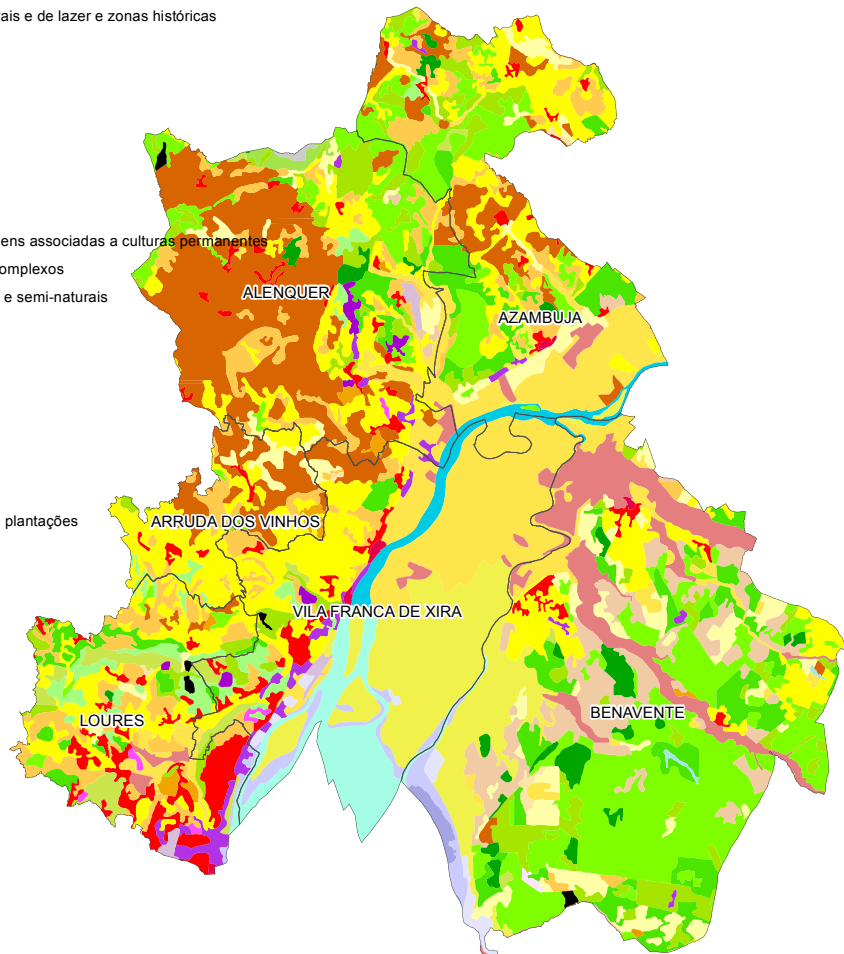 ais e de lazer e zonas históricas
ens associadas a culturas permanentes
omplexos
e semi-naturais
ALENQUER
AZAMBUJA
plantações
ARRUDA DOS VINHOS
VILA FRANCA DE XIRA
LOURES
BENAVENTE